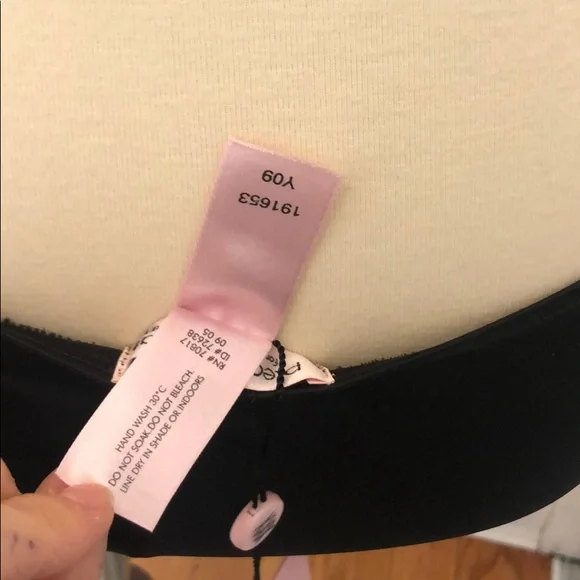 191653
Y09
RN# 70817
ID# 72638
09 05
HAND WASH 30°C
DO NOT SOAK.DO NOT BLEACH.
LINE DRY IN SHADE OR INDOORS